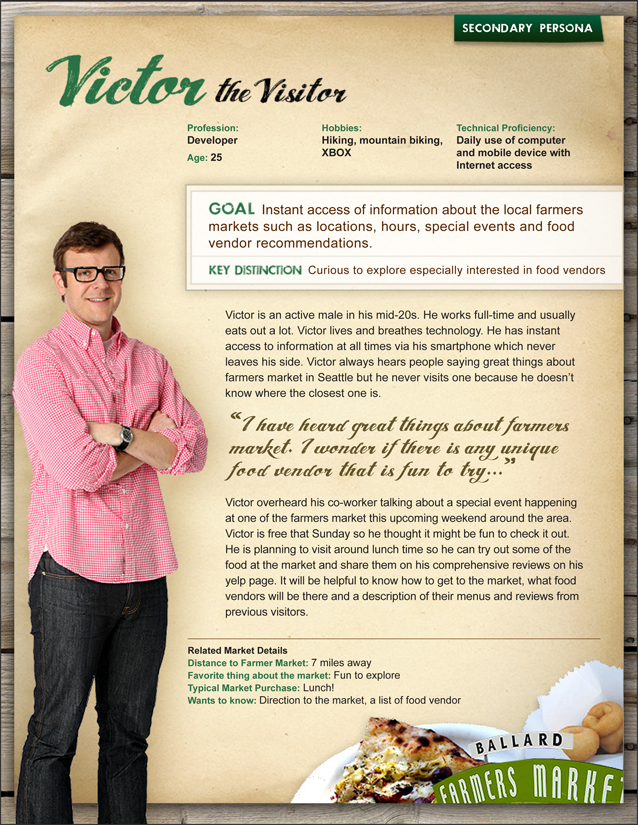 SECONDARY PERSONA
Victor the Visitor
Profession:
Developer
Age: 25
Hobbies:
Hiking, mountain biking,
XBOX
Technical Proficiency:
Daily use of computer
and mobile device with
Internet access
GOAL Instant access of information about the local farmers
markets such as locations, hours, special events and food
vendor recommendations.
KEY DISTINCTION Curious to explore especially interested in food vendors
Victor is an active male in his mid-20s. He works full-time and usually
eats out a lot. Victor lives and breathes technology. He has instant
access to information at all times via his smartphone which never
leaves his side. Victor always hears people saying great things about
farmers market in Seattle but he never visits one because he doesn't
know where the closest one is.
“I have heard great things about farmers
market. I wonder if there is any unique
food vendor that is fun to try...”
Victor overheard his co-worker talking about a special event happening
at one of the farmers market this upcoming weekend around the area.
Victor is free that Sunday so he thought it might be fun to check it out.
He is planning to visit around lunch time so he can try out some of the
food at the market and share them on his comprehensive reviews on his
yelp page. It will be helpful to know how to get to the market, what food
vendors will be there and a description of their menus and reviews from
previous visitors.
Related Market Details
Distance to Farmer Market: 7 miles away
Favorite thing about the market: Fun to explore
Typical Market Purchase: Lunch!
Wants to know: Direction to the market, a list of food vendor
BALLARD
FARMERS MARKE